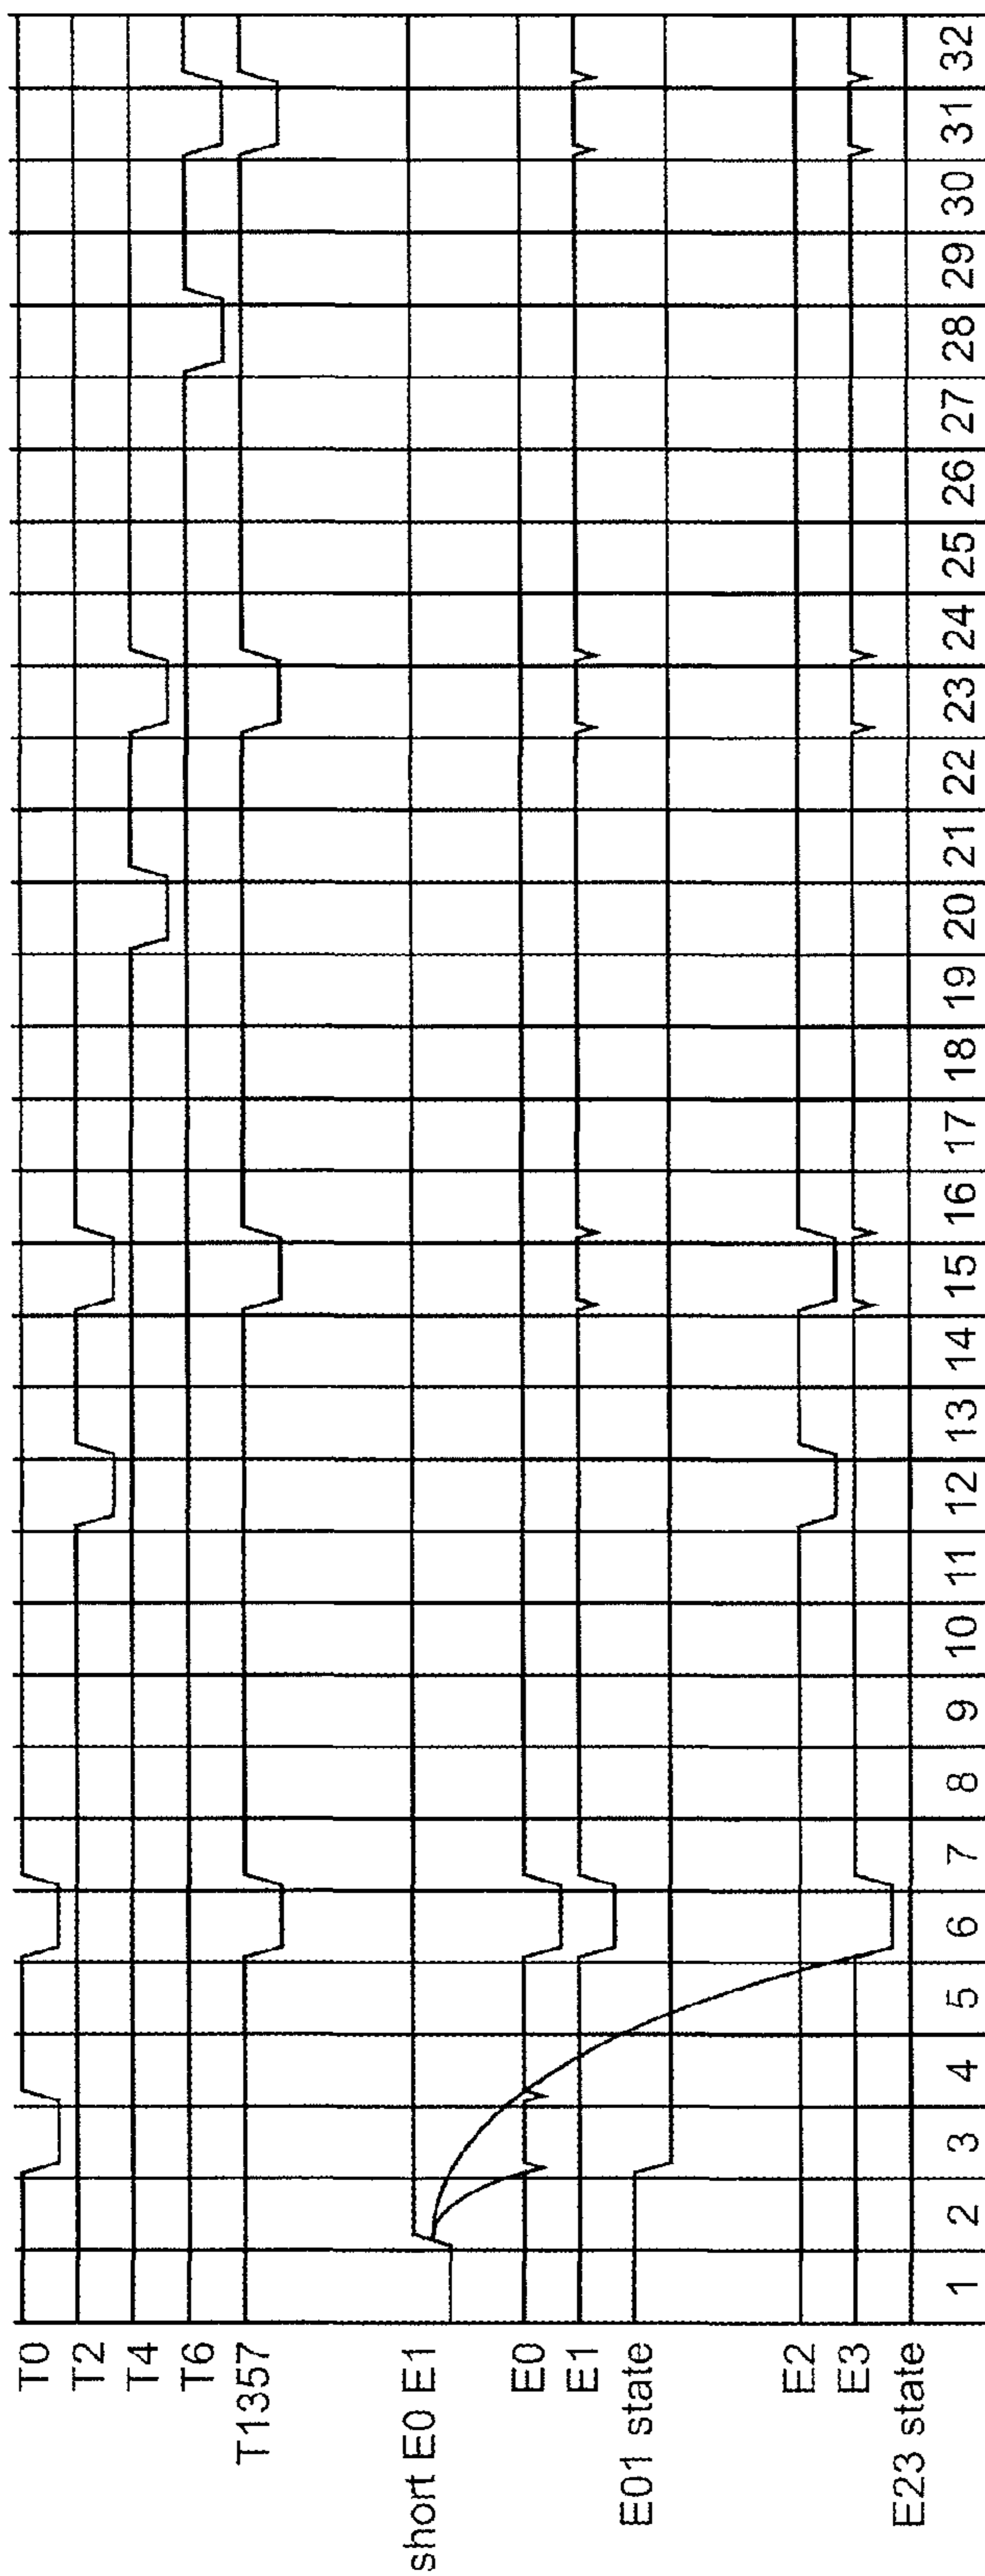 T0
T2
T4
T6
T1357
short E0 E1
E0
E1
E01 state
E2
E3
E23 state
1 2 3 4 5 6 7 8 9 10 11 12 13 14 15 16 17 18 19 20 21 22 23 24 25 26 27 28 29 30 31 32